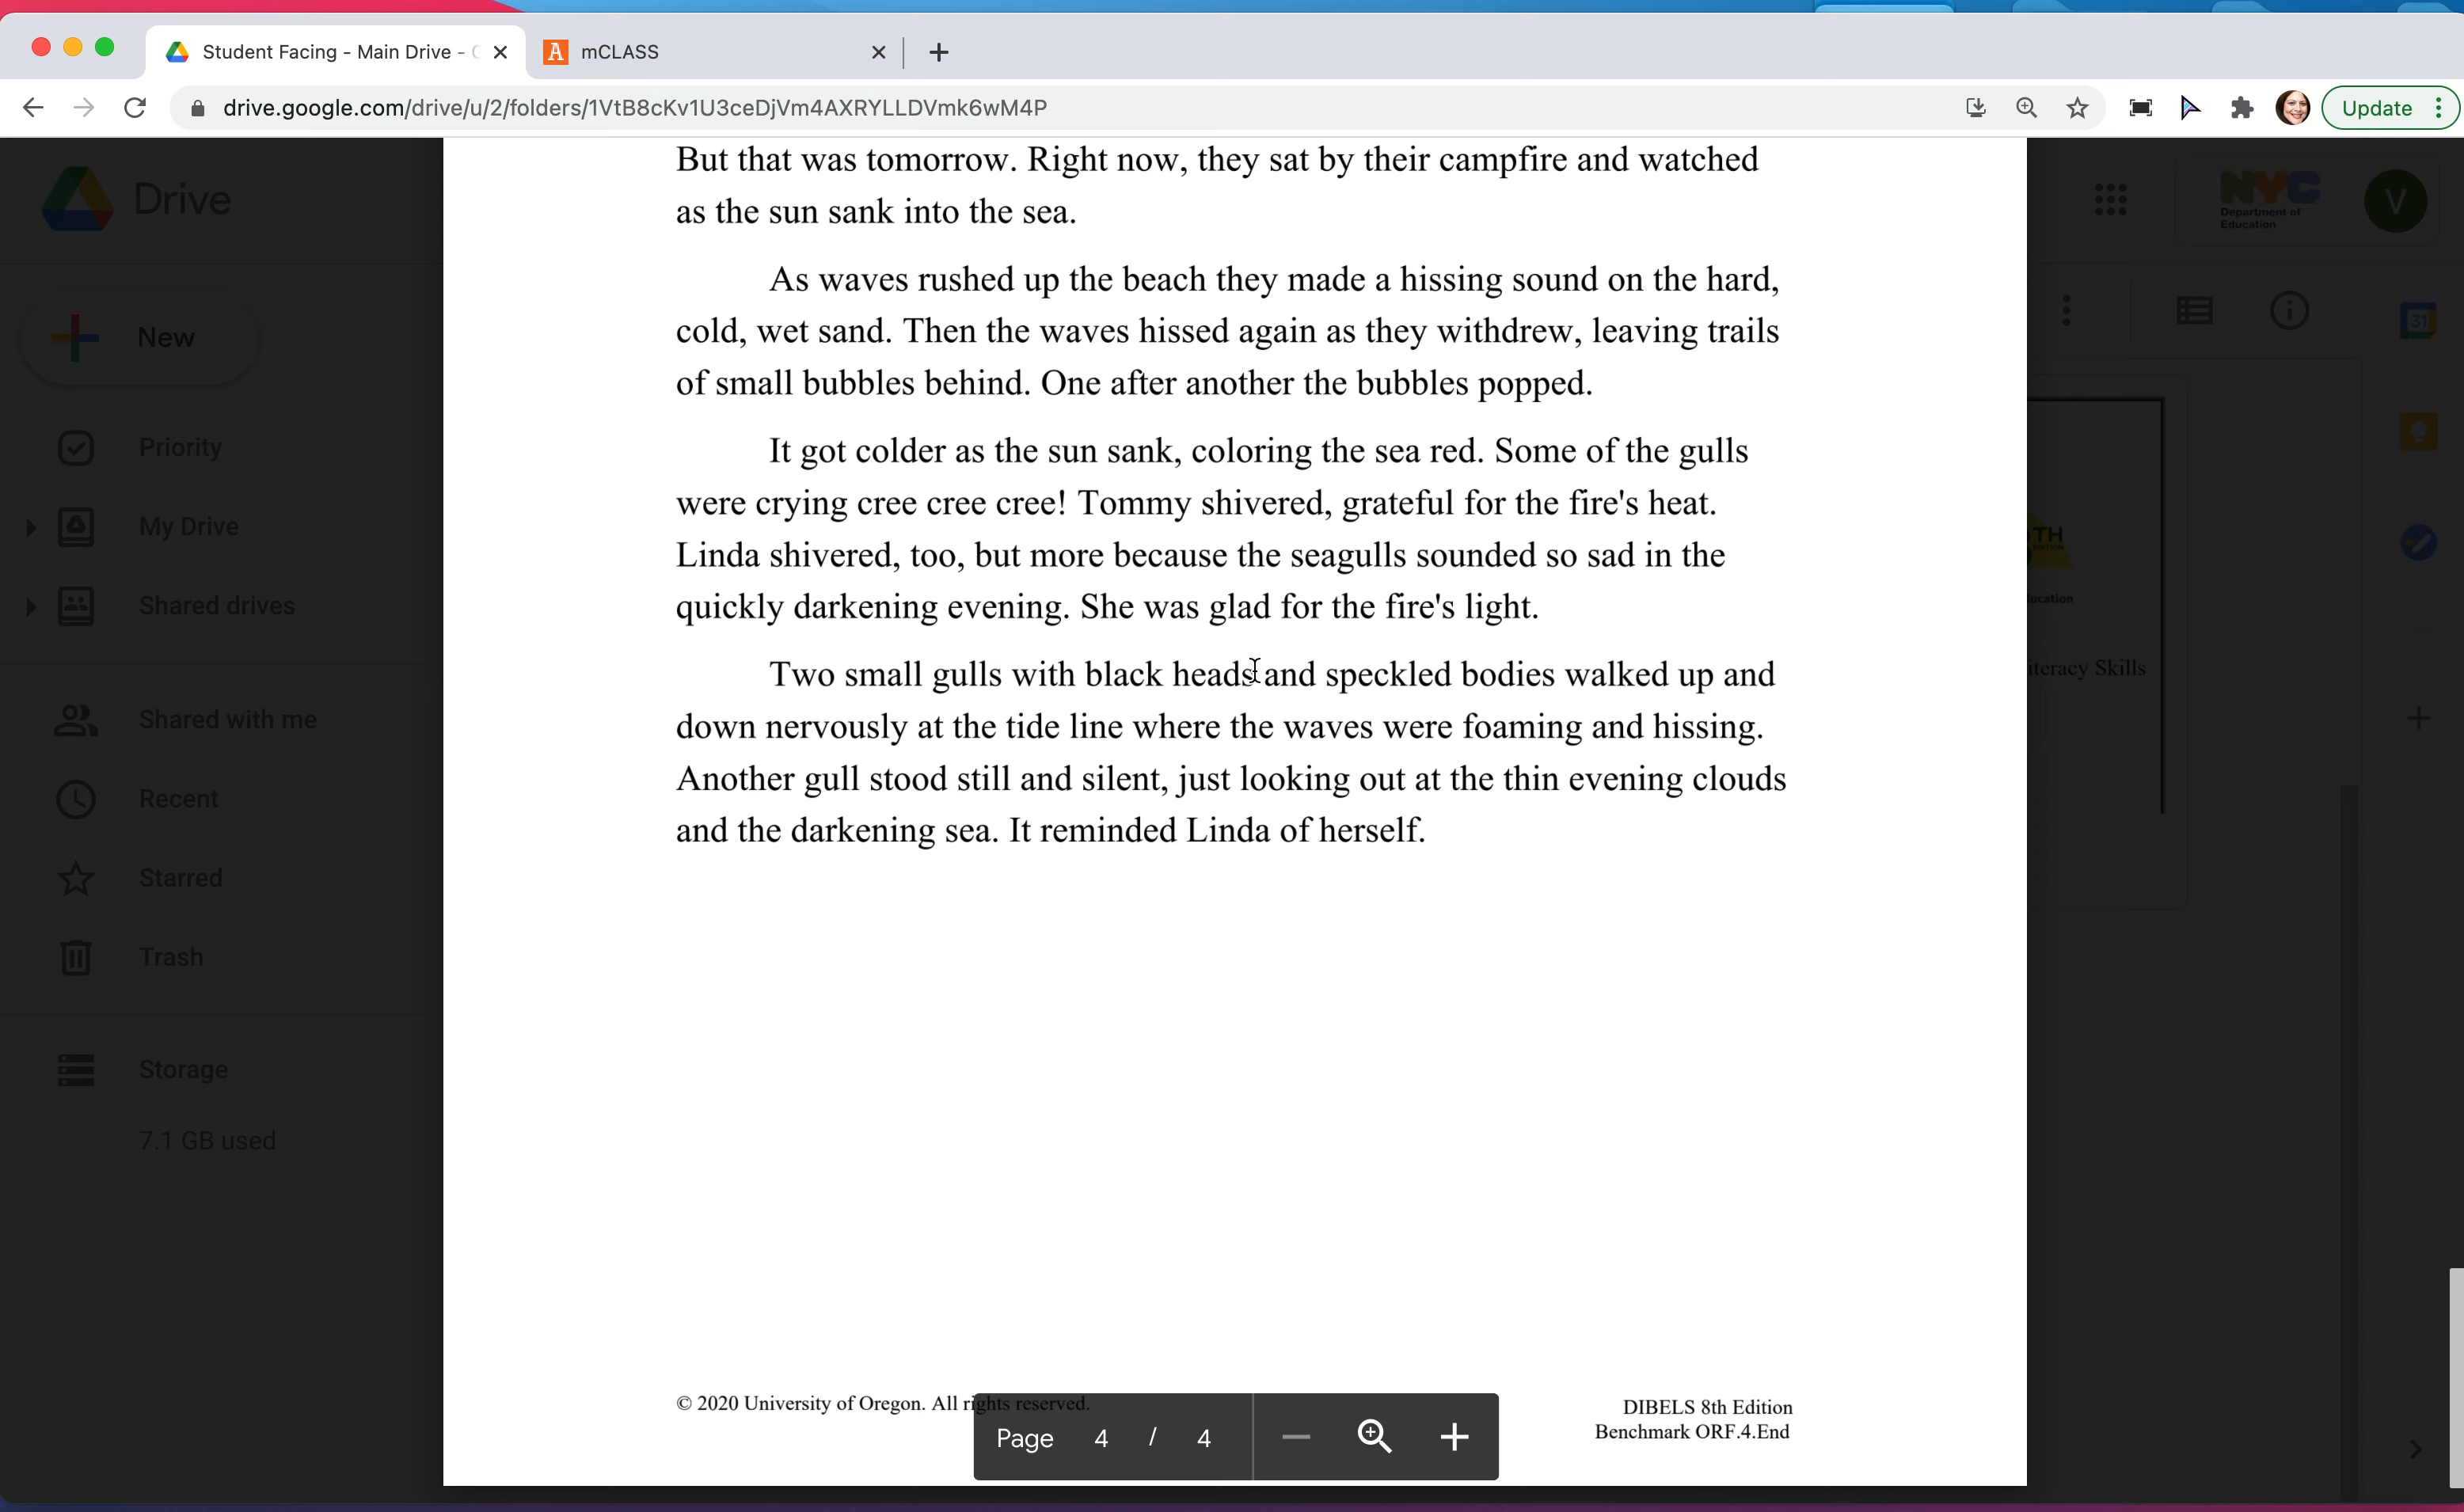 Student Facing - Main Drive -
mCLASS
drive.google.com/drive/u/2/folders/1VtB8cKv1U3ceDjVm4AXRYLLDVmk6wM4P
Update
Drive
NYC
Department of
Education
V
New
Priority
My Drive
Shared drives
Shared with me
Recent
Starred
Trash
Storage
7.1 GB used
But that was tomorrow. Right now, they sat by their campfire and watched
as the sun sank into the sea.
As waves rushed up the beach they made a hissing sound on the hard,
cold, wet sand. Then the waves hissed again as they withdrew, leaving trails
of small bubbles behind. One after another the bubbles popped.
It got colder as the sun sank, coloring the sea red. Some of the gulls
were crying cree cree cree! Tommy shivered, grateful for the fire's heat.
Linda shivered, too, but more because the seagulls sounded so sad in the
quickly darkening evening. She was glad for the fire's light.
Two small gulls with black heads and speckled bodies walked up and
down nervously at the tide line where the waves were foaming and hissing.
Another gull stood still and silent, just looking out at the thin evening clouds
and the darkening sea. It reminded Linda of herself.
© 2020 University of Oregon. All rights reserved.
DIBELS 8th Edition
Benchmark ORF.4.End
Page 4 / 4
31
TH
EDITION
ucation
iteracy Skills